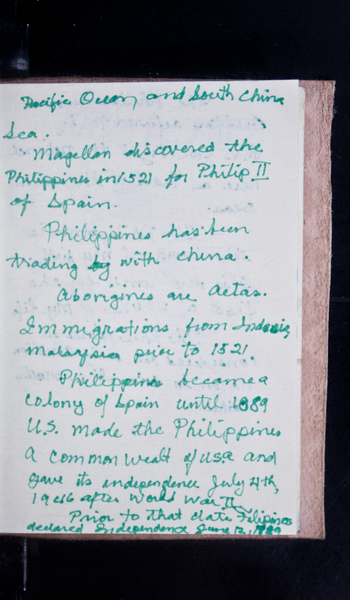 Pacific Ocean and South China
Sea.
Magellan discovered the
Philippines in 1521 for Philip II
of Spain.
Philippines has been
trading by with China.
Aborigines are Aetas.
Immigrations from
Malaysia prior to 1521.
Philippines became a
colony of Spain until 1889
U.S. made the Philippines
a common wealt of USA and
gave its independence July 4th,
1946 after World War II.
Prior to that date Filipinos
declared Independence June 12, 1889